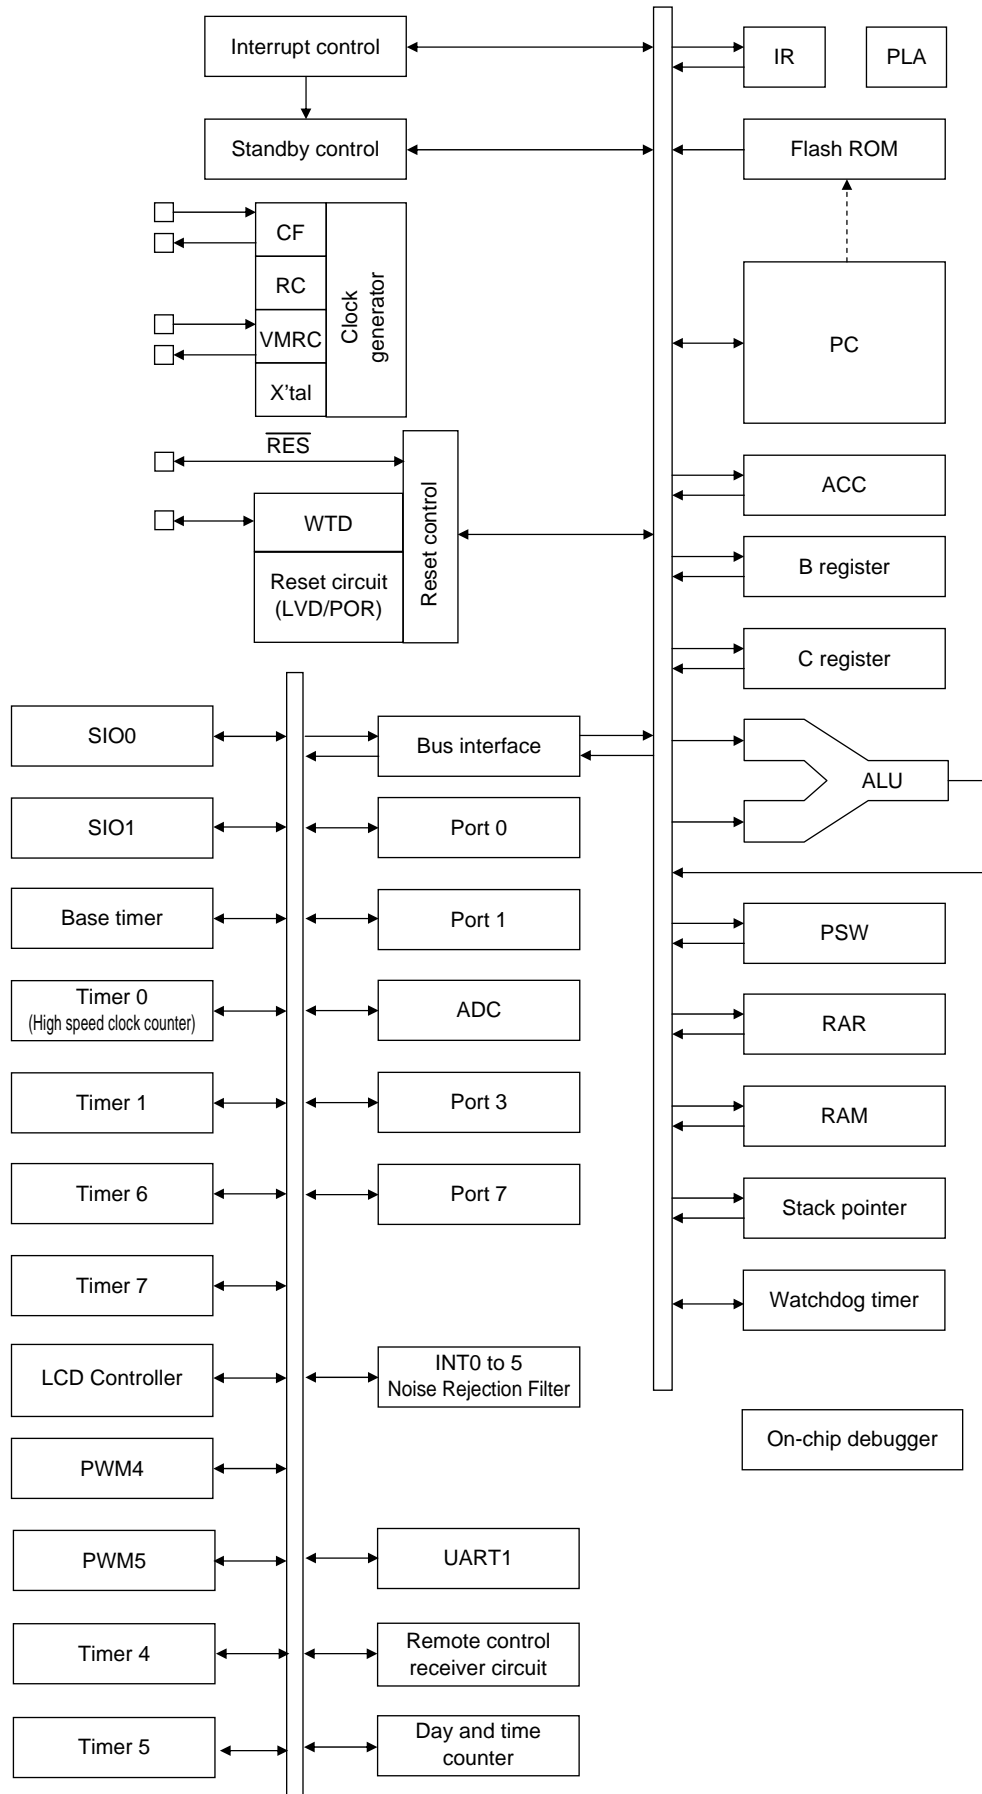 Interrupt control
IR
PLA
Standby control
Flash ROM
CF
RC
VMRC
X'tal
Clock
generator
PC
RES
WTD
Reset circuit
(LVD/POR)
Reset control
ACC
B register
C register
SIO0
Bus interface
ALU
SIO1
Port 0
Base timer
Port 1
PSW
Timer 0
(High speed clock counter)
ADC
RAR
Timer 1
Port 3
RAM
Timer 6
Port 7
Stack pointer
Timer 7
Watchdog timer
LCD Controller
INT0 to 5
Noise Rejection Filter
On-chip debugger
PWM4
PWM5
UART1
Timer 4
Remote control
receiver circuit
Timer 5
Day and time
counter